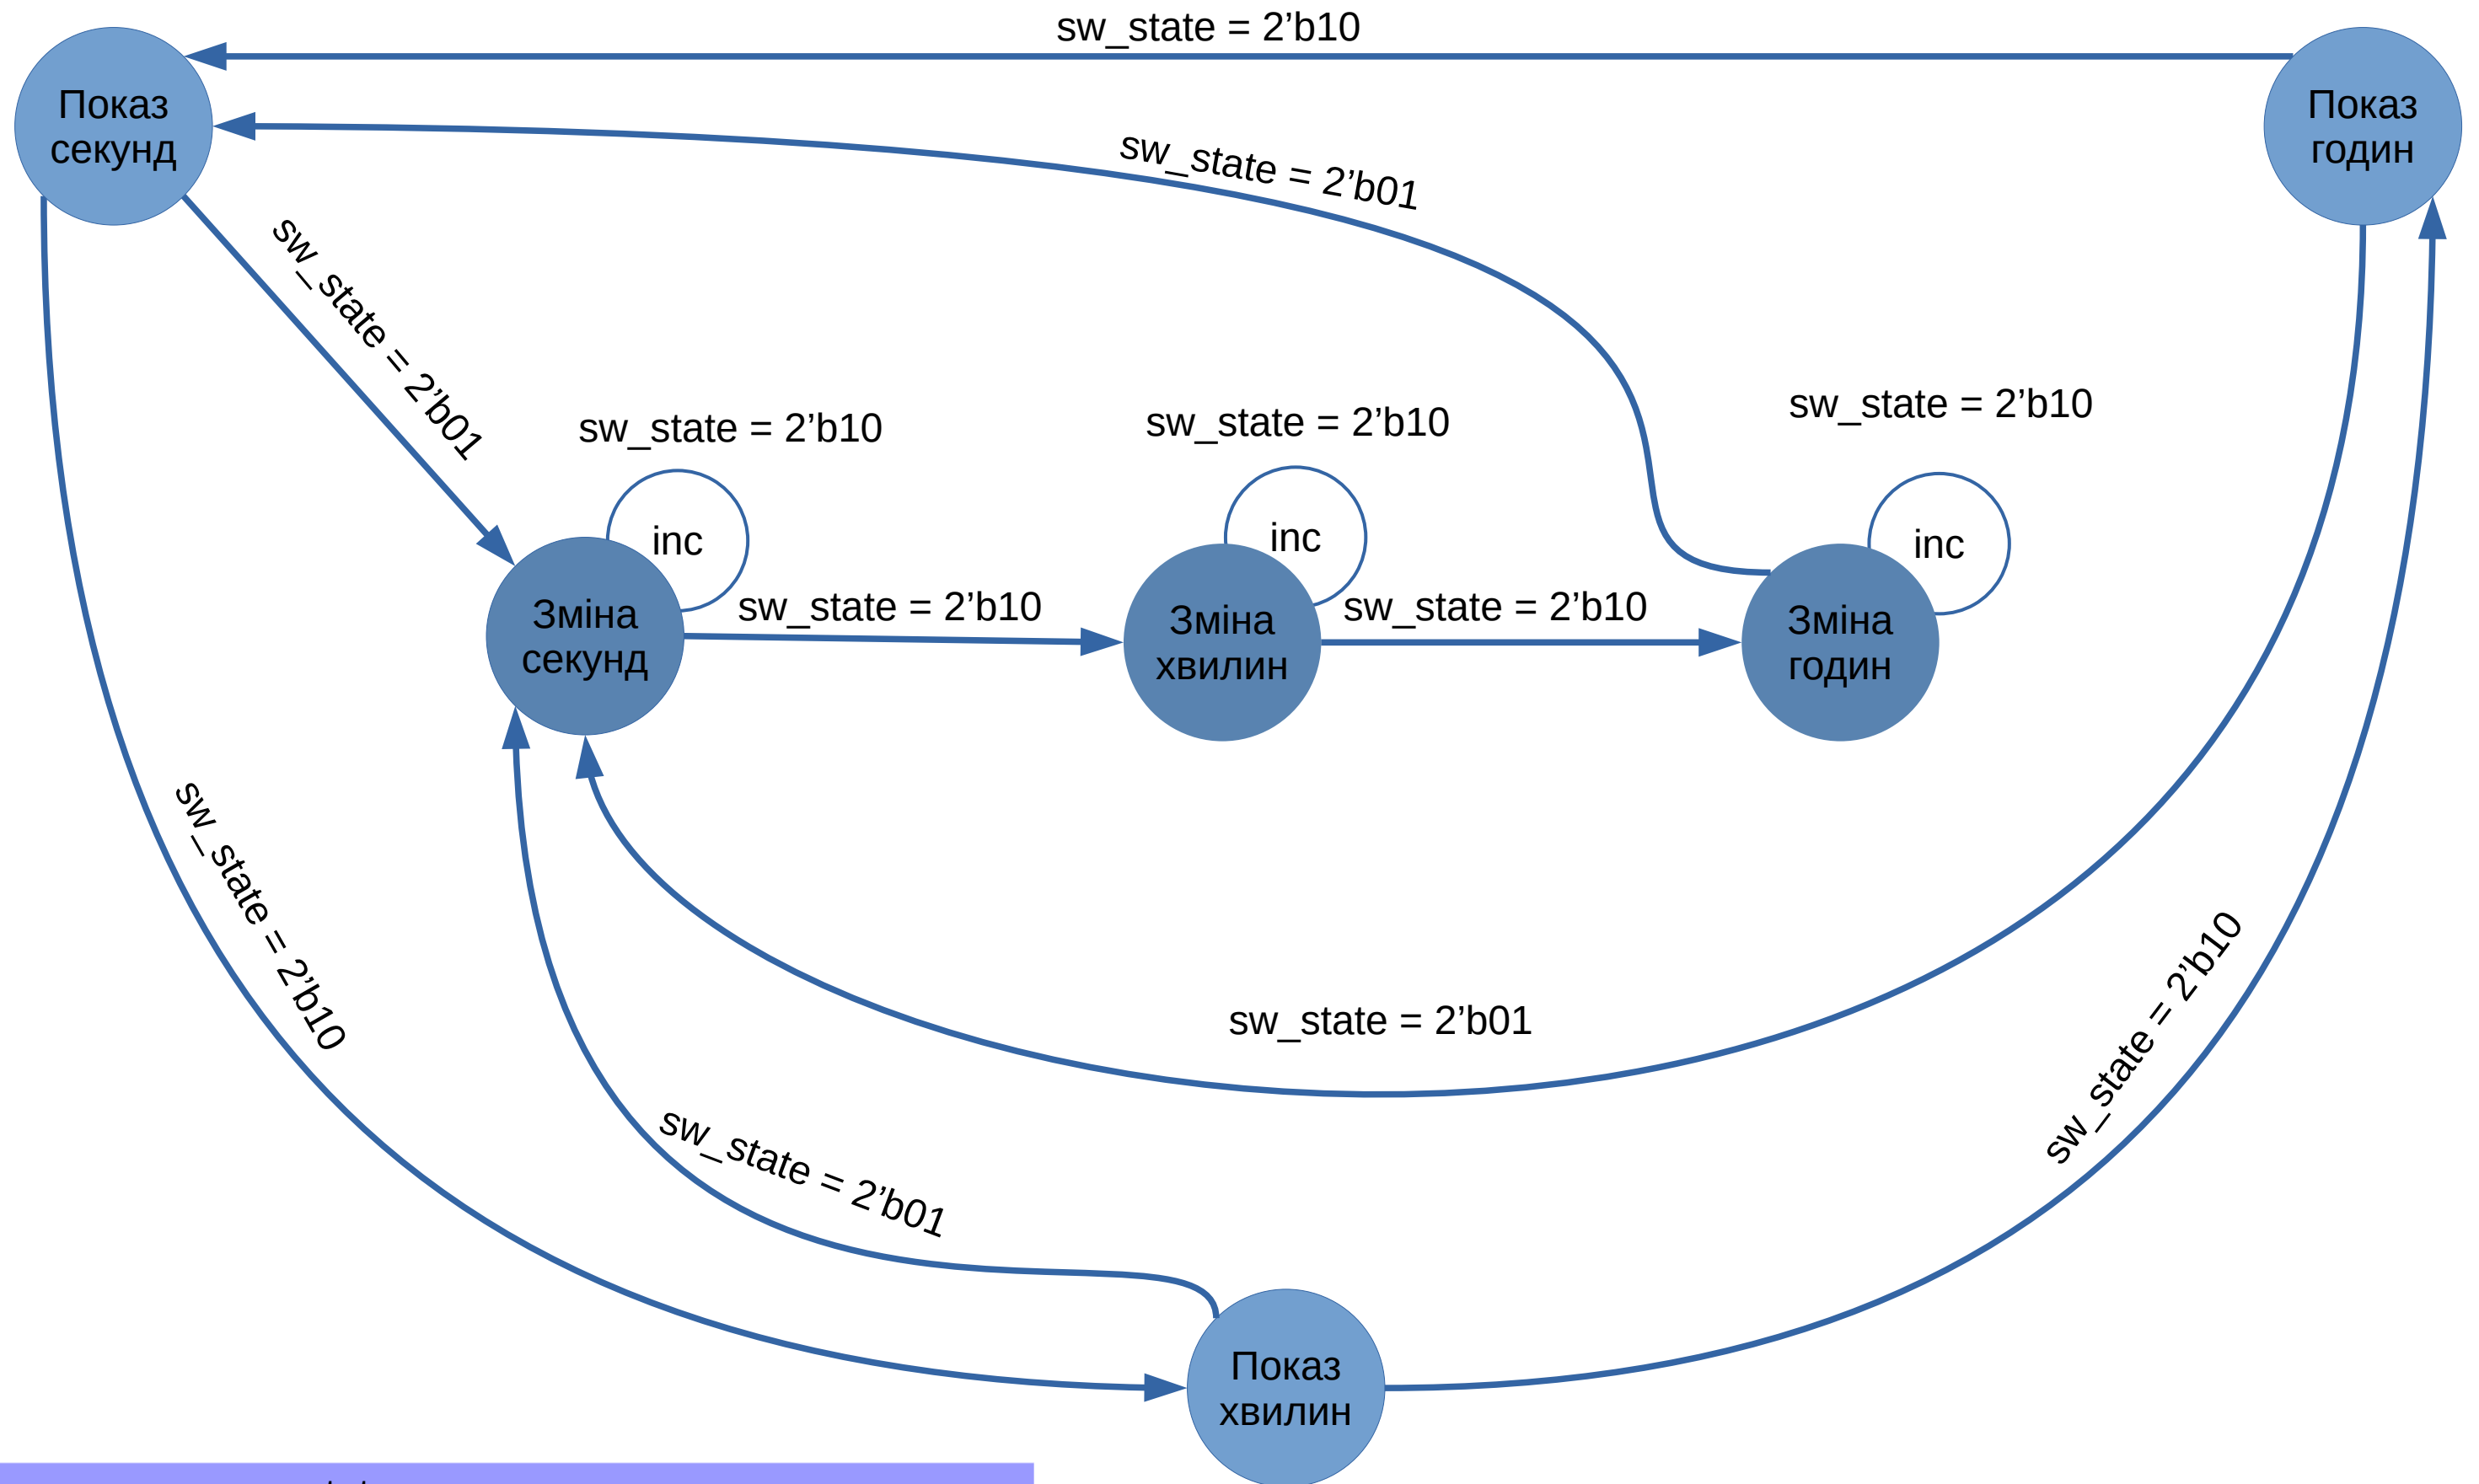 sw_state = 2’b10
Показ
секунд
Показ
годин
sw_state = 2’b01
sw_state = 2’b01
sw_state = 2’b10
sw_state = 2’b10
sw_state = 2’b10
inc
inc
inc
Зміна
секунд
sw_state = 2’b10
Зміна
хвилин
sw_state = 2’b10
Зміна
годин
sw_state = 2’b10
sw_state = 2’b01
sw_state = 2’b10
sw_state = 2’b01
Показ
хвилин